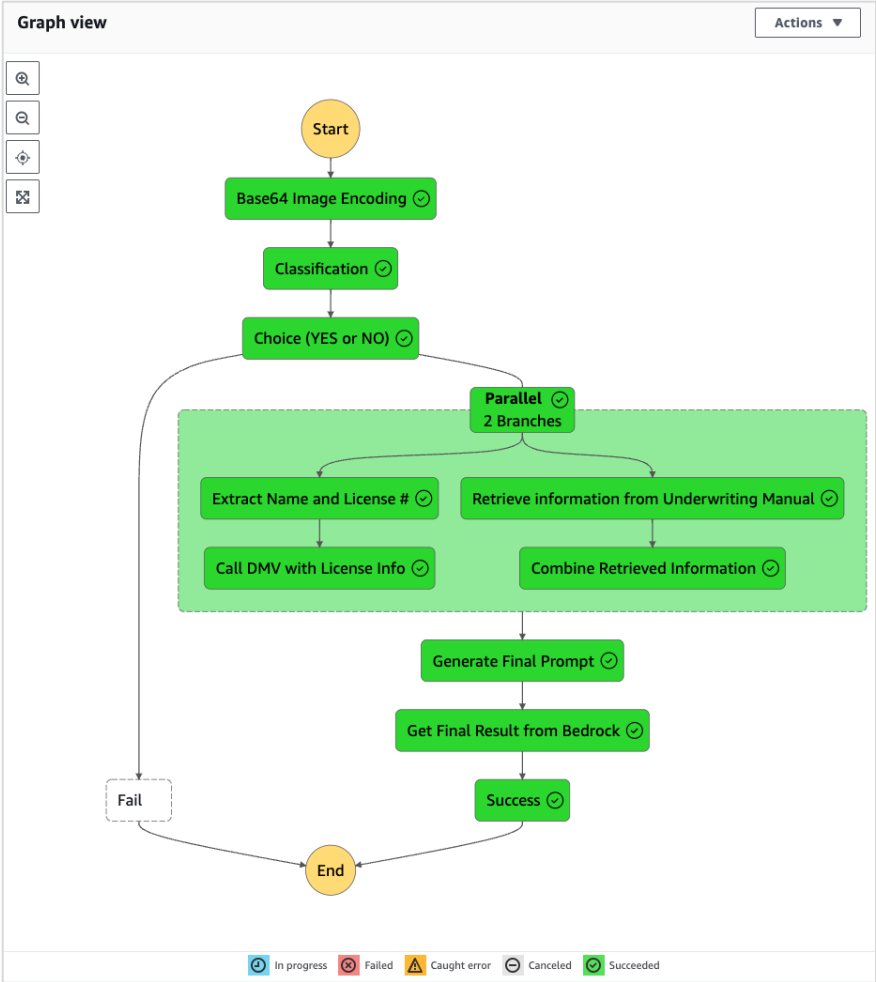 Graph view
Actions
Start
Base64 Image Encoding
Classification
Choice (YES or NO)
Parallel
2 Branches
Extract Name and License #
Retrieve information from Underwriting Manual
Call DMV with License Info
Combine Retrieved Information
Generate Final Prompt
Get Final Result from Bedrock
Fail
Success
End
In progress
Failed
Caught error
Canceled
Succeeded